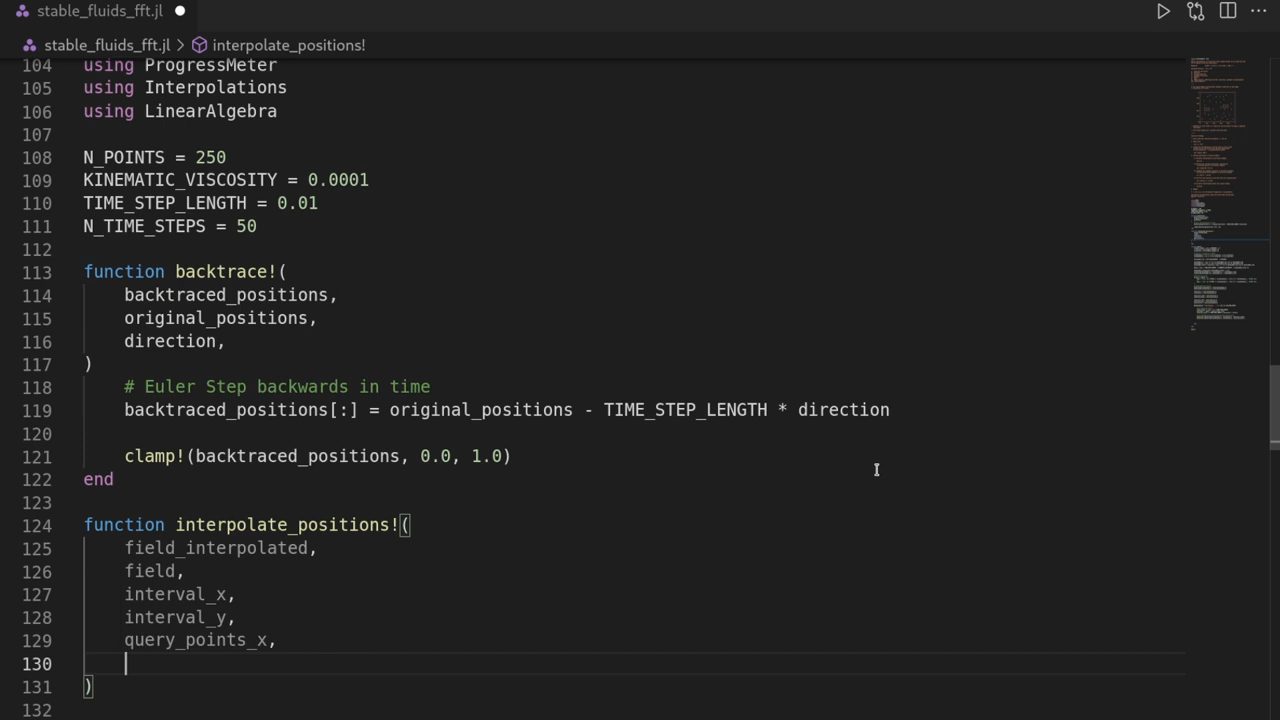 stable_fluids_fft.jl
stable_fluids_fft.jl > interpolate_positions!
104 using ProgressMeter
105 using Interpolations
106 using LinearAlgebra
107
108 N_POINTS = 250
109 KINEMATIC_VISCOSITY = 0.0001
110 TIME_STEP_LENGTH = 0.01
111 N_TIME_STEPS = 50
112
113 function backtrace!(
114 backtraced_positions,
115 original_positions,
116 direction,
117 )
118 # Euler Step backwards in time
119 backtraced_positions[:] = original_positions - TIME_STEP_LENGTH * direction
120
121 clamp!(backtraced_positions, 0.0, 1.0)
122 end
123
124 function interpolate_positions!(
125 field_interpolated,
126 field,
127 interval_x,
128 interval_y,
129 query_points_x,
130
131 )
132